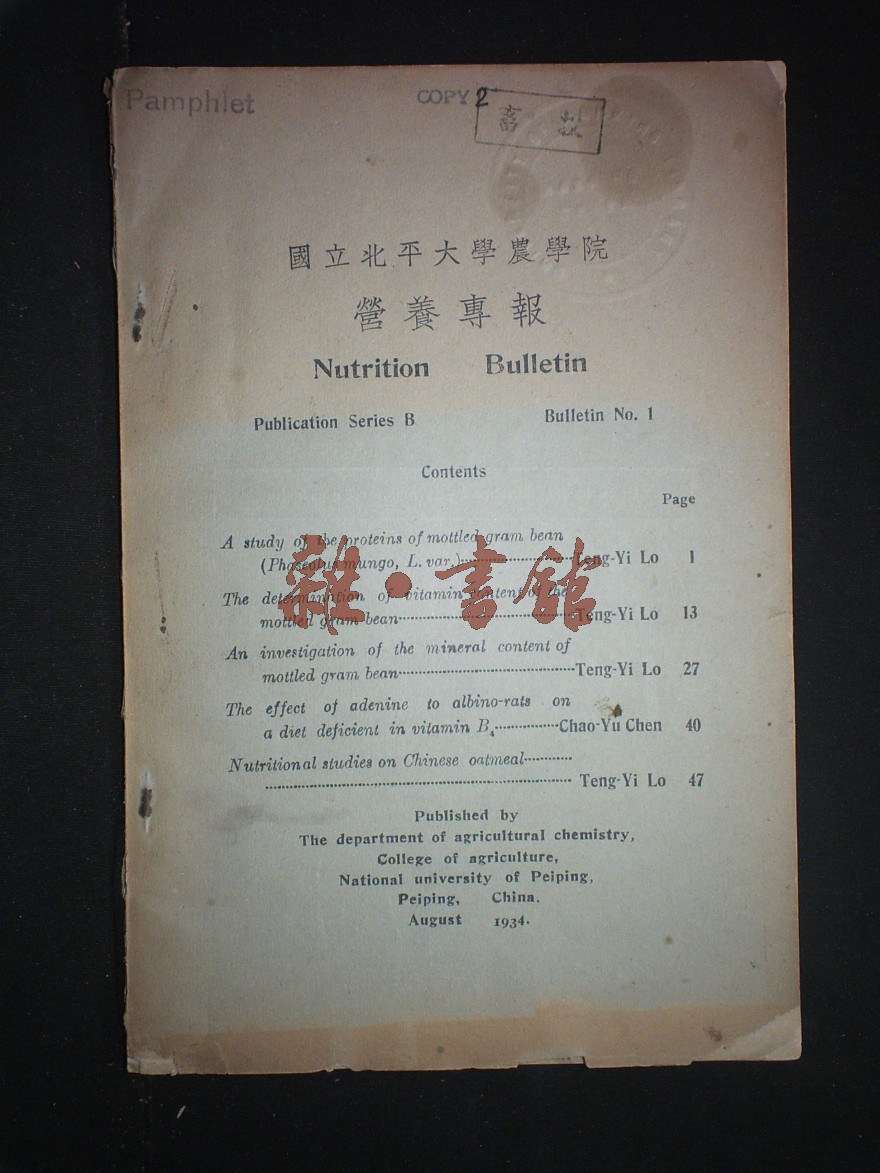 Pamphlet
COPY 2
國立北平大學農學院
營養專報
Nutrition Bulletin
Publication Series B Bulletin No. 1
Contents
Page
A study of the proteins of mottled gram bean
(Phaseolus mungo, L. var.)························Teng-Yi Lo 1
The determination of vitamin content of the
mottled gram bean························Teng-Yi Lo 13
An investigation of the mineral content of
mottled gram bean························Teng-Yi Lo 27
The effect of adenine to albino-rats on
a diet deficient in vitamin B₄···············Chao-Yu Chen 40
Nutritional studies on Chinese oatmeal············
························ Teng-Yi Lo 47
雜·書館
Published by
The department of agricultural chemistry,
College of agriculture,
National university of Peiping,
Peiping, China.
August 1934.